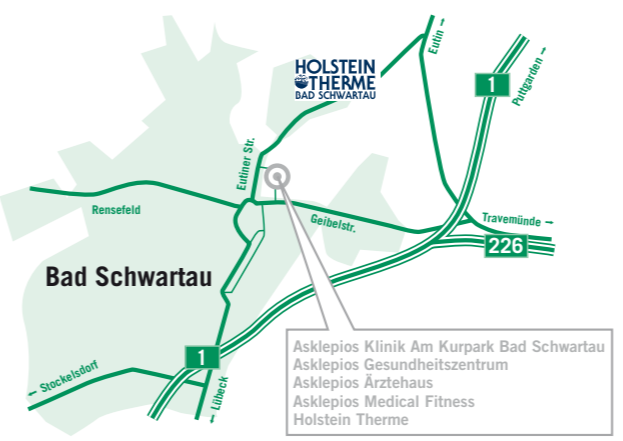 Eutin →
HOLSTEIN
THERME
BAD SCHWARTAU
1
Puttgarden →
Eutiner Str.
Rensefeld
Geibelstr.
Travemünde →
226
Bad Schwartau
1
← Stockelsdorf
← Lübeck
Asklepios Klinik Am Kurpark Bad Schwartau
Asklepios Gesundheitszentrum
Asklepios Ärztehaus
Asklepios Medical Fitness
Holstein Therme